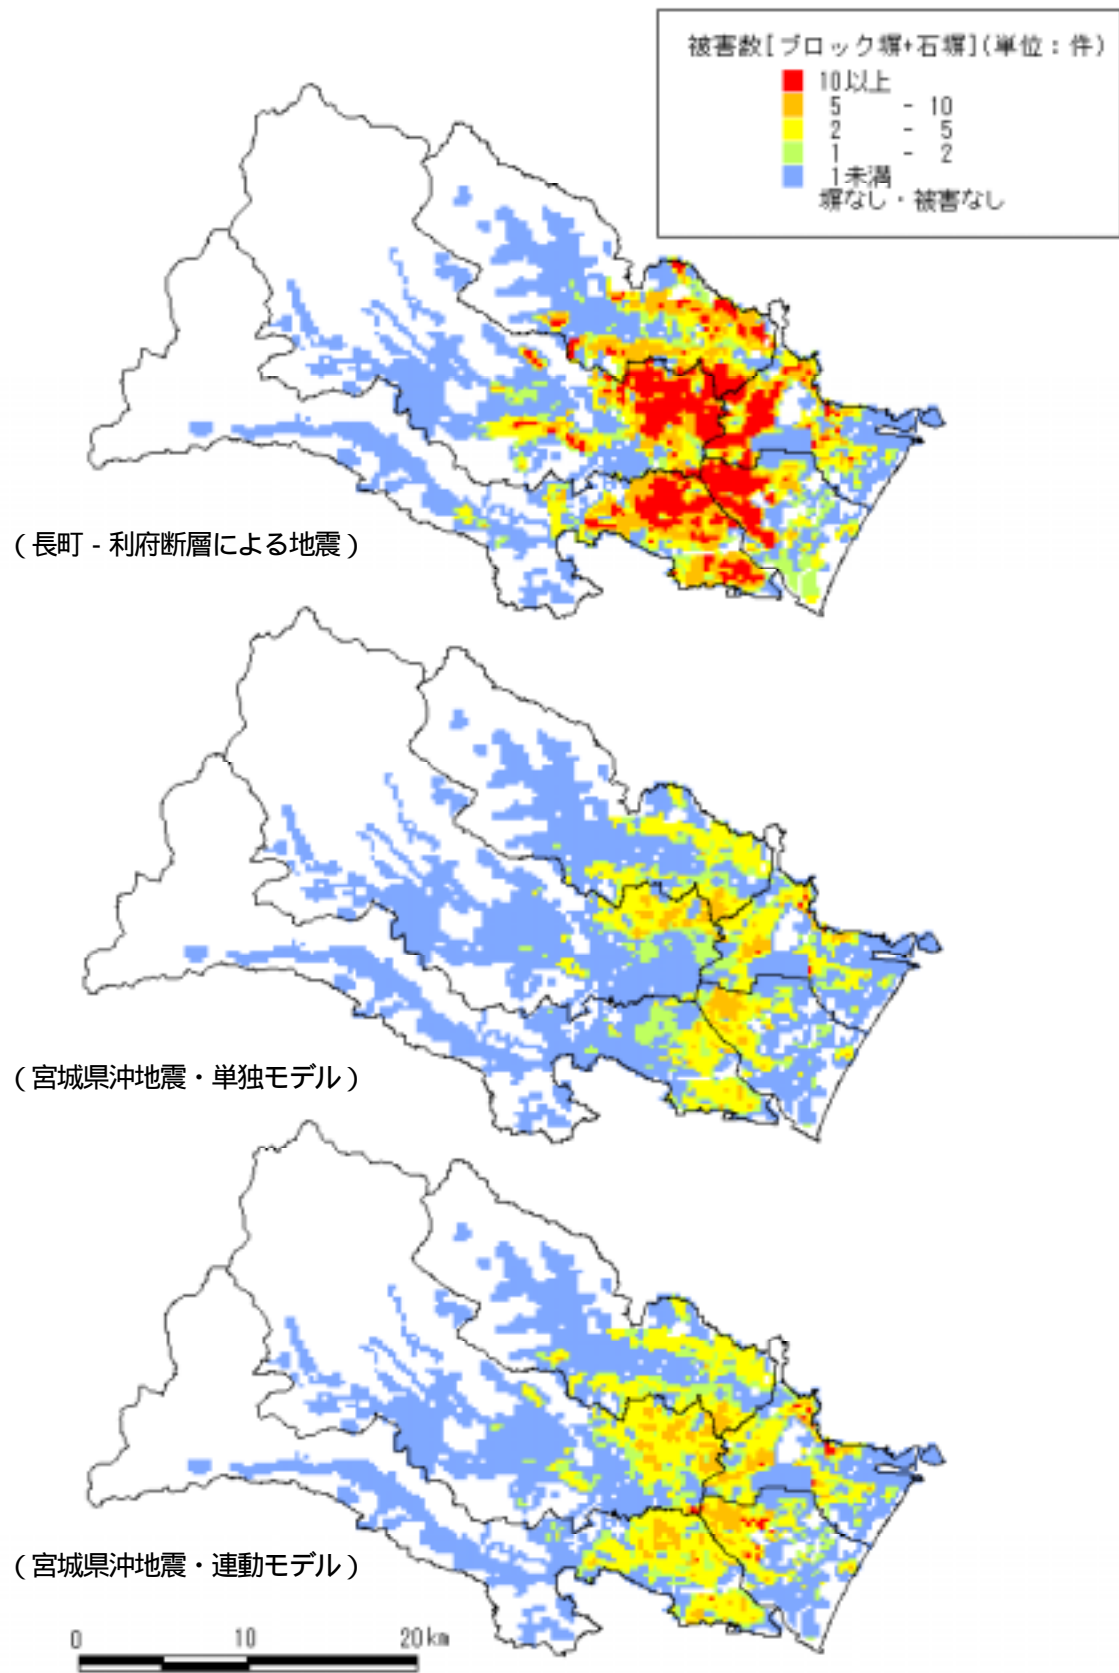 被害数[ブロック塀+石塀](単位：件)
10以上
5 - 10
2 - 5
1 - 2
1未満
塀なし・被害なし
（長町 - 利府断層による地震）
（宮城県沖地震・単独モデル）
（宮城県沖地震・連動モデル）
0 10 20km